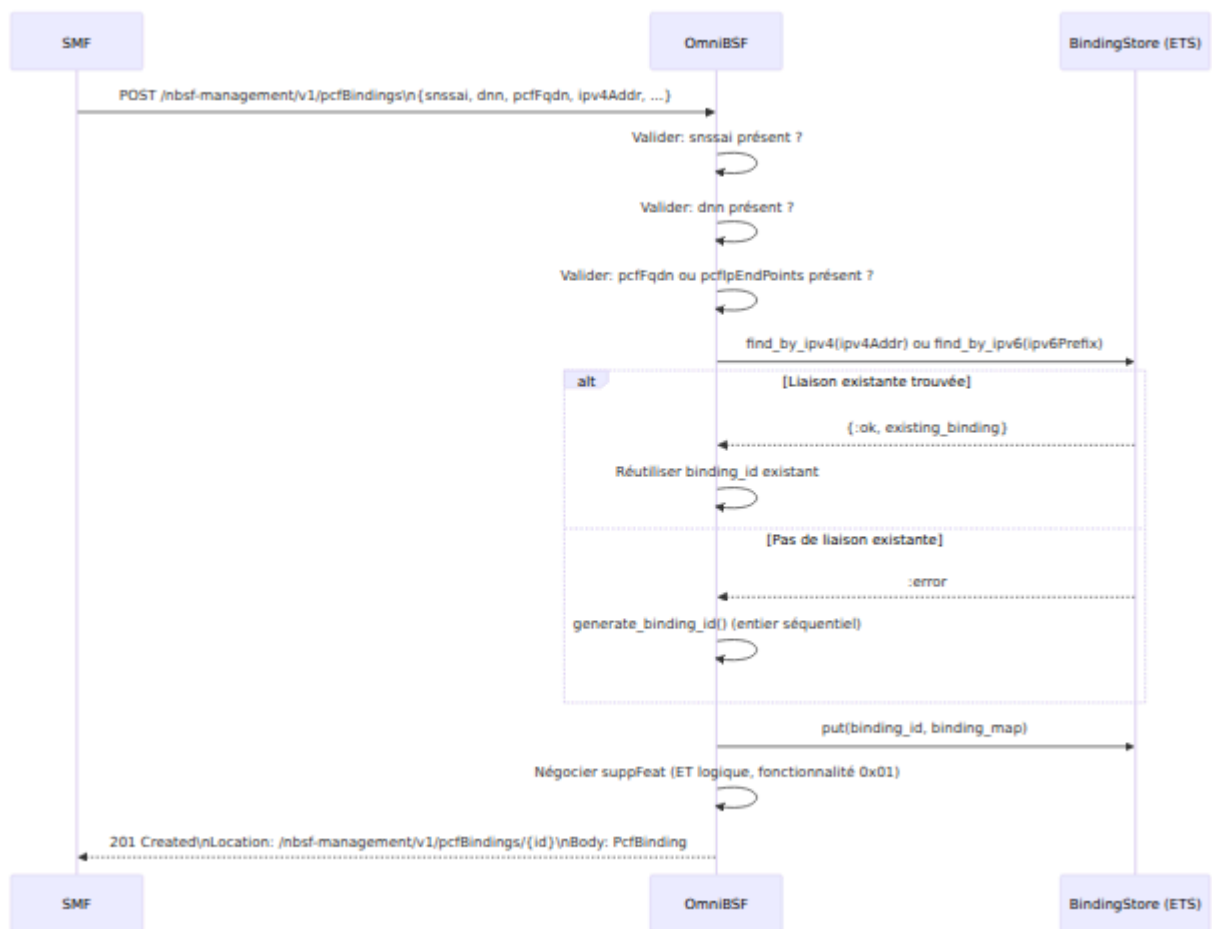 SMF
OmniBSF
BindingStore (ETS)
POST /nbsf-management/v1/pcfBindings\n{snssai, dnn, pcfFqdn, ipv4Addr, ...}
Valider: snssai présent ?
Valider: dnn présent ?
Valider: pcfFqdn ou pcfIpEndPoints présent ?
find_by_ipv4(ipv4Addr) ou find_by_ipv6(ipv6Prefix)
alt
[Liaison existante trouvée]
{:ok, existing_binding}
Réutiliser binding_id existant
[Pas de liaison existante]
:error
generate_binding_id() (entier séquentiel)
put(binding_id, binding_map)
Négocier suppFeat (ET logique, fonctionnalité 0x01)
201 Created\nLocation: /nbsf-management/v1/pcfBindings/{id}\nBody: PcfBinding
SMF
OmniBSF
BindingStore (ETS)